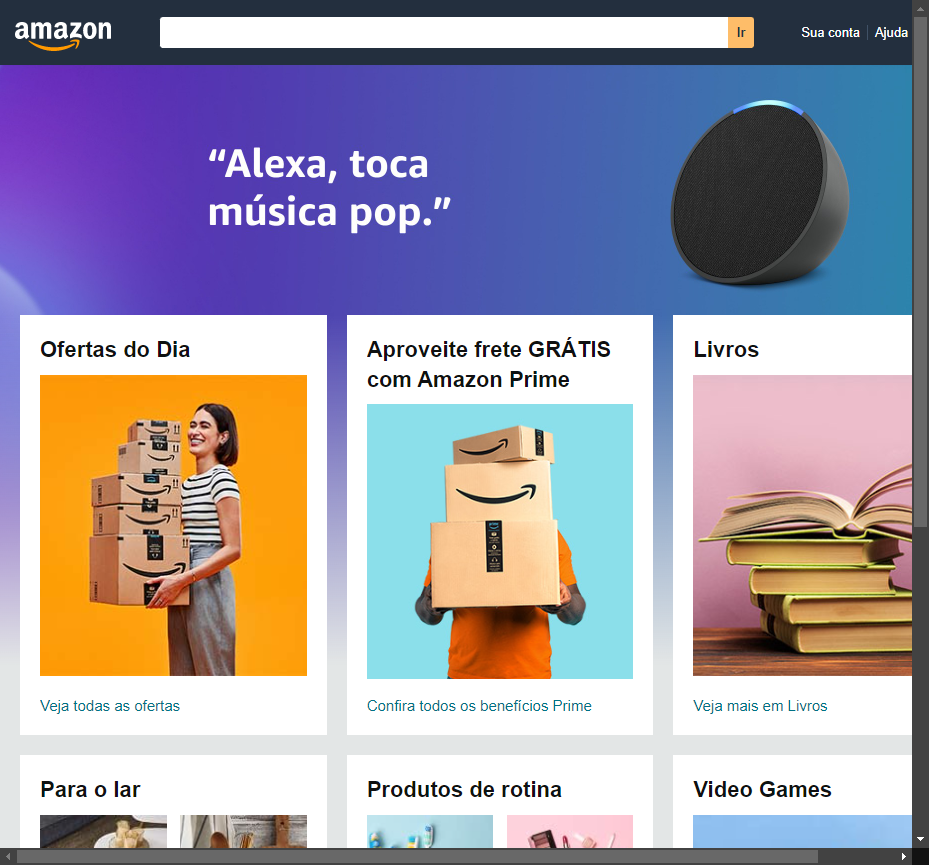 amazon
Ir
Sua conta
Ajuda
“Alexa, toca
música pop.”
Ofertas do Dia
Veja todas as ofertas
Aproveite frete GRÁTIS
com Amazon Prime
Confira todos os benefícios Prime
Livros
Veja mais em Livros
Para o lar
Produtos de rotina
Video Games